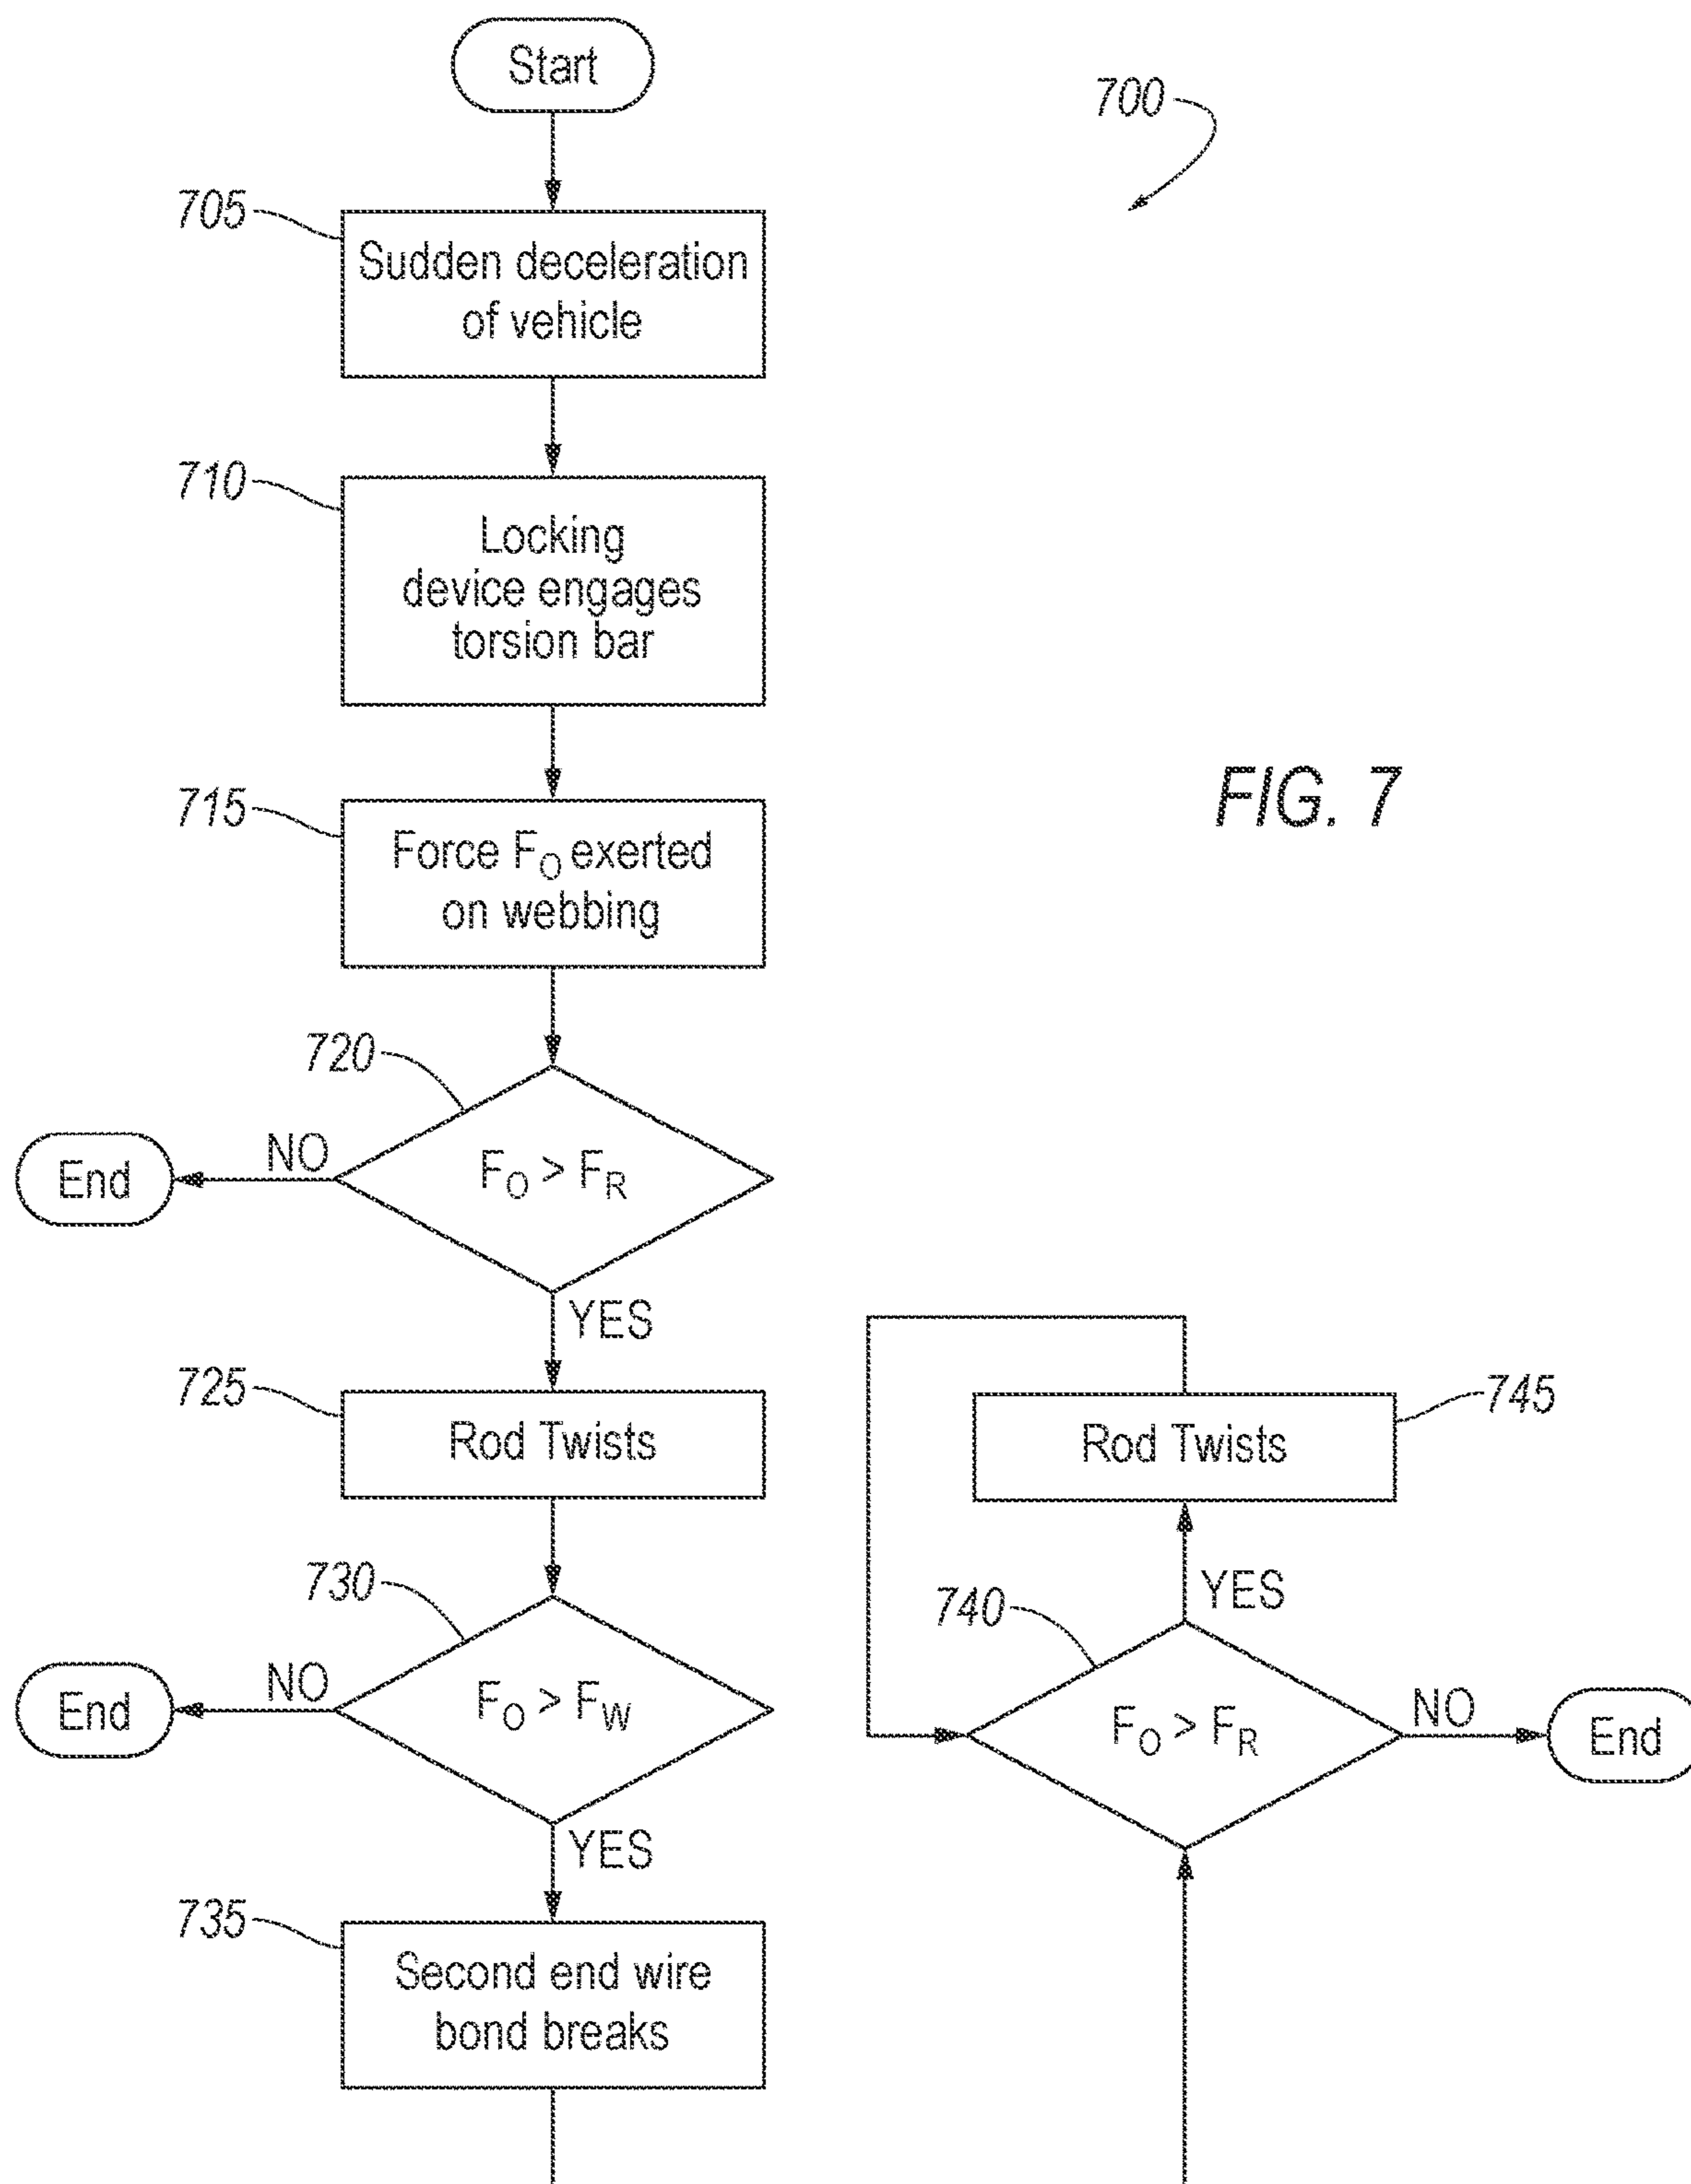 Start
700
705
Sudden deceleration
of vehicle
710
Locking
device engages
torsion bar
715
Force FO exerted
on webbing
FIG. 7
720
FO > FR
NO
End
YES
725
Rod Twists
730
FO > FW
NO
End
YES
735
Second end wire
bond breaks
745
Rod Twists
YES
740
FO > FR
NO
End